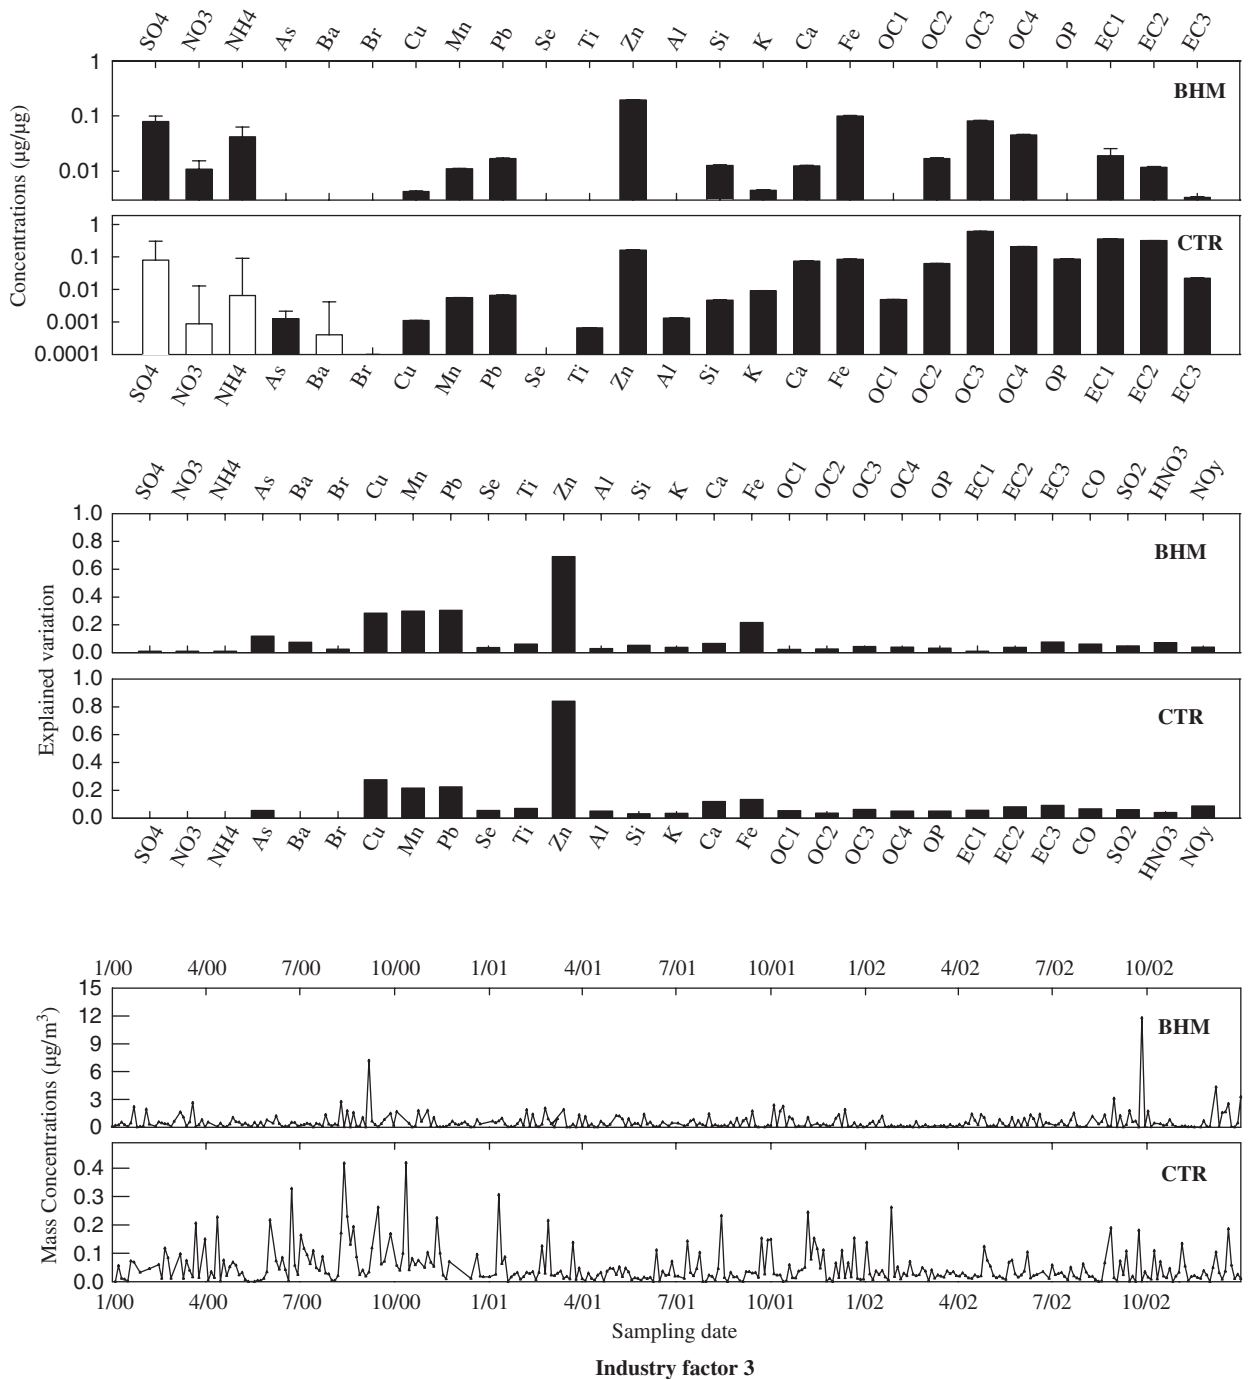 SO4 NO3 NH4 As Ba Br Cu Mn Pb Se Ti Zn Al Si K Ca Fe OC1 OC2 OC3 OC4 OP EC1 EC2 EC3
Concentrations (µg/µg)
1
0.1
0.01
BHM
1
0.1
0.01
0.001
0.0001
CTR
SO4 NO3 NH4 As Ba Br Cu Mn Pb Se Ti Zn Al Si K Ca Fe OC1 OC2 OC3 OC4 OP EC1 EC2 EC3
SO4 NO3 NH4 As Ba Br Cu Mn Pb Se Ti Zn Al Si K Ca Fe OC1 OC2 OC3 OC4 OP EC1 EC2 EC3 CO SO2 HNO3 NOy
Explained variation
1.0
0.8
0.6
0.4
0.2
0.0
BHM
1.0
0.8
0.6
0.4
0.2
0.0
CTR
SO4 NO3 NH4 As Ba Br Cu Mn Pb Se Ti Zn Al Si K Ca Fe OC1 OC2 OC3 OC4 OP EC1 EC2 EC3 CO SO2 HNO3 NOy
1/00 4/00 7/00 10/00 1/01 4/01 7/01 10/01 1/02 4/02 7/02 10/02
Mass Concentrations (µg/m³)
15
12
9
6
3
0
BHM
0.4
0.3
0.2
0.1
0.0
CTR
1/00 4/00 7/00 10/00 1/01 4/01 7/01 10/01 1/02 4/02 7/02 10/02
Sampling date
Industry factor 3